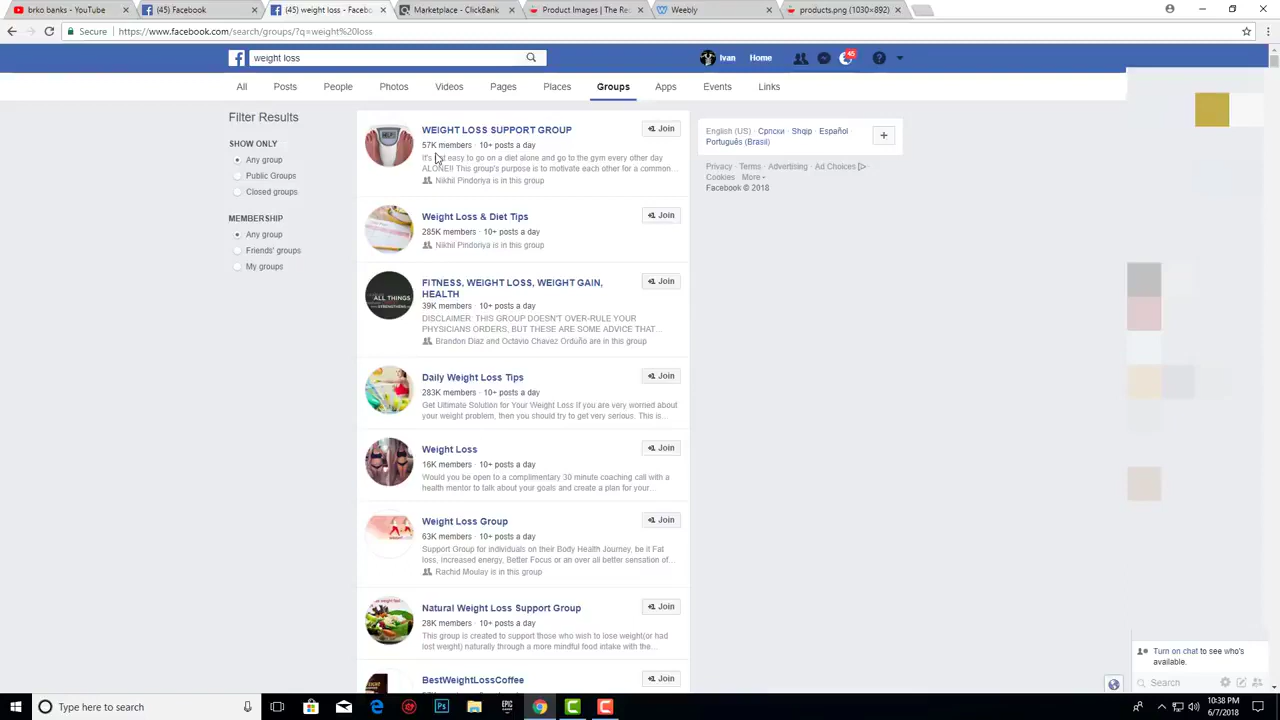 brko banks - YouTube
(45) Facebook
(45) weight loss - Facebo
Marketplace - ClickBank
Product Images | The Re
Weebly
products.png (1030×892)
Secure
https://www.facebook.com/search/groups/?q=weight%20loss
weight loss
Ivan
Home
45
All
Posts
People
Photos
Videos
Pages
Places
Groups
Apps
Events
Links
Filter Results
SHOW ONLY
Any group
Public Groups
Closed groups
MEMBERSHIP
Any group
Friends' groups
My groups
WEIGHT LOSS SUPPORT GROUP
Join
57K members · 10+ posts a day
It's easy to go on a diet alone and go to the gym every other day
ALONE!! This group's purpose is to motivate each other for a common...
Nikhil Pindoriya is in this group
Weight Loss & Diet Tips
Join
285K members · 10+ posts a day
Nikhil Pindoriya is in this group
FITNESS, WEIGHT LOSS, WEIGHT GAIN,
HEALTH
Join
39K members · 10+ posts a day
DISCLAIMER: THIS GROUP DOESN'T OVER-RULE YOUR
PHYSICIANS ORDERS, BUT THESE ARE SOME ADVICE THAT...
Brandon Diaz and Octavio Chavez Orduño are in this group
ALL THINGS
Daily Weight Loss Tips
Join
283K members · 10+ posts a day
Get Ultimate Solution for Your Weight Loss If you are very worried about
your weight problem, then you should try to get very serious. This is...
Weight Loss
Join
16K members · 10+ posts a day
Would you be open to a complimentary 30 minute coaching call with a
health mentor to talk about your goals and create a plan for your...
Weight Loss Group
Join
63K members · 10+ posts a day
Support Group for individuals on their Body Health Journey, be it Fat
loss, increased energy, Better Focus or an over all better sensation of...
Rachid Moulay is in this group
Natural Weight Loss Support Group
Join
28K members · 10+ posts a day
This group is created to support those who wish to lose weight(or had
lost weight) naturally through a more mindful food intake with the...
BestWeightLossCoffee
Join
English (US) · Српски · Shqip · Español ·
Português (Brasil)
Privacy · Terms · Advertising · Ad Choices ·
Cookies · More
Facebook © 2018
Turn on chat to see who's
available.
Search
Type here to search
EPIC
10:38 PM
6/7/2018